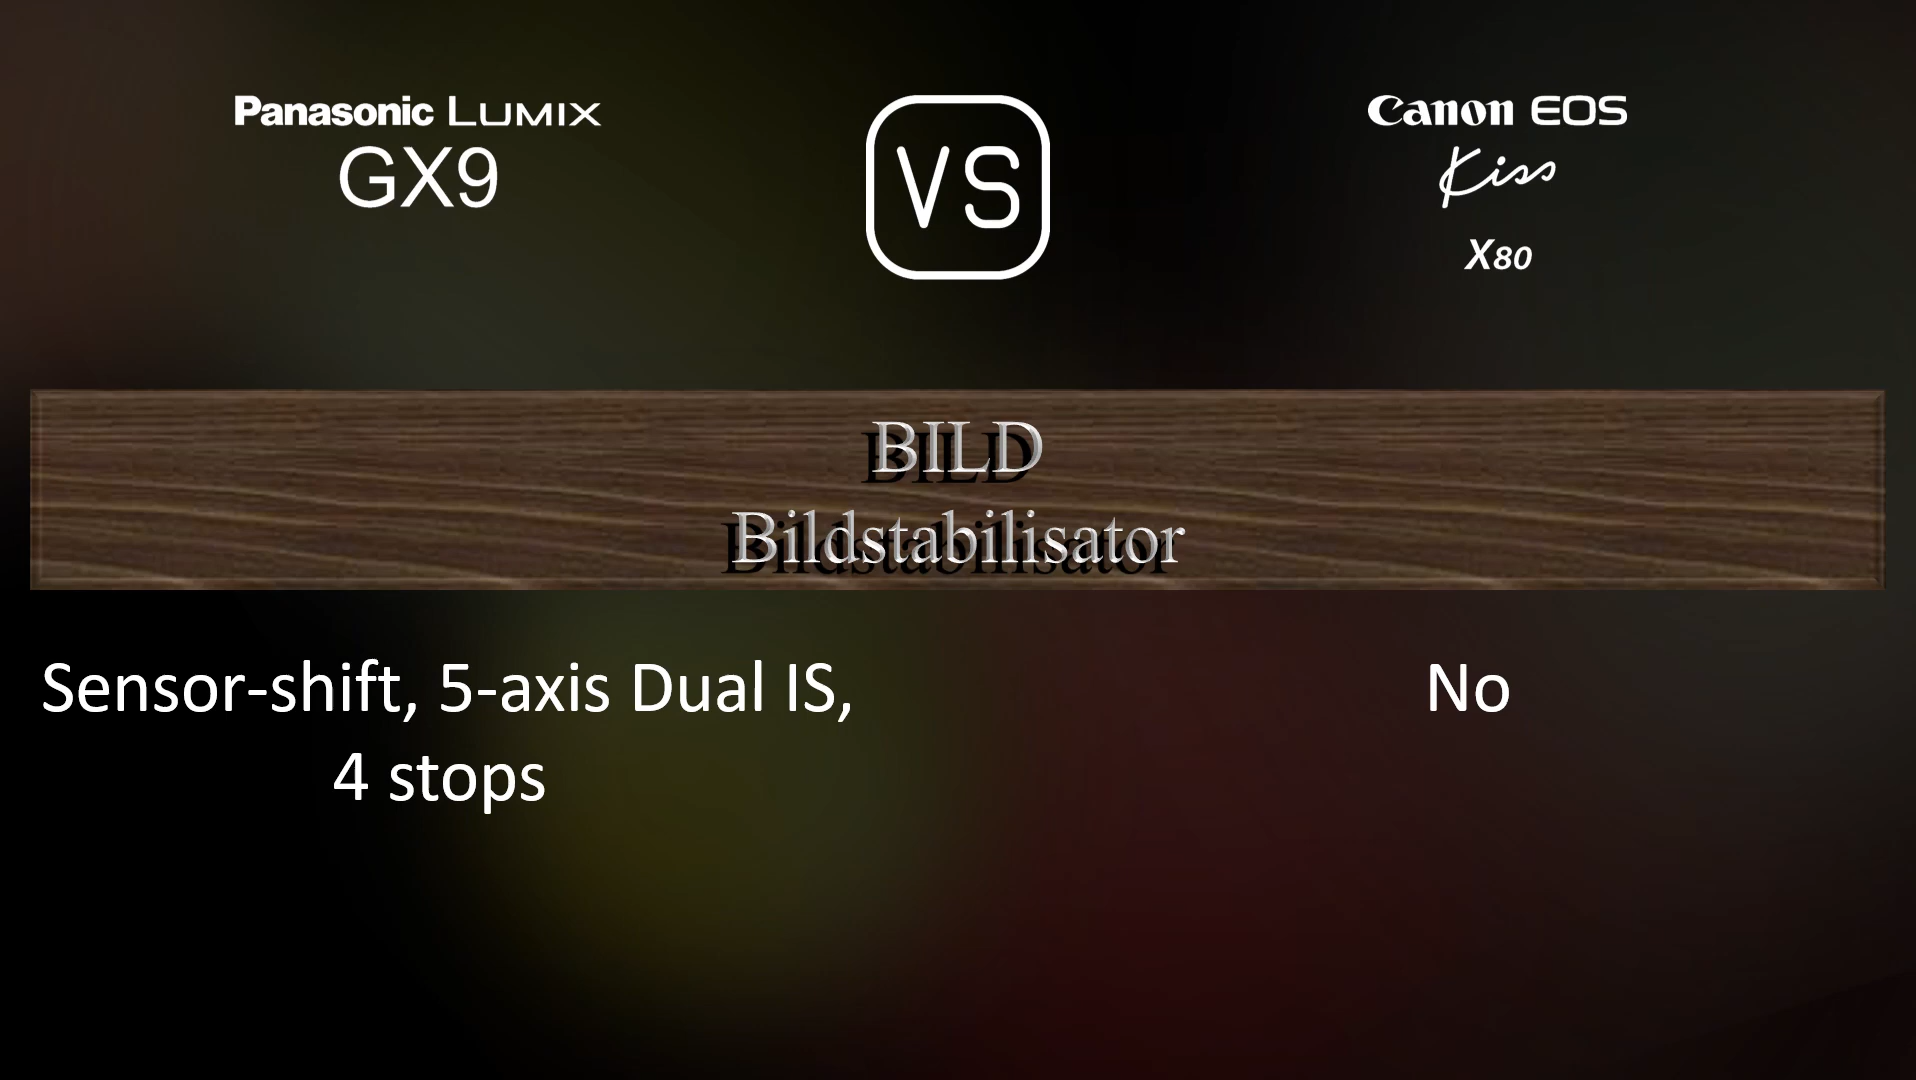 Panasonic LUMIX
GX9
VS
Canon EOS
Kiss
X80
BILD
Bildstabilisator
Sensor-shift, 5-axis Dual IS,
4 stops
No